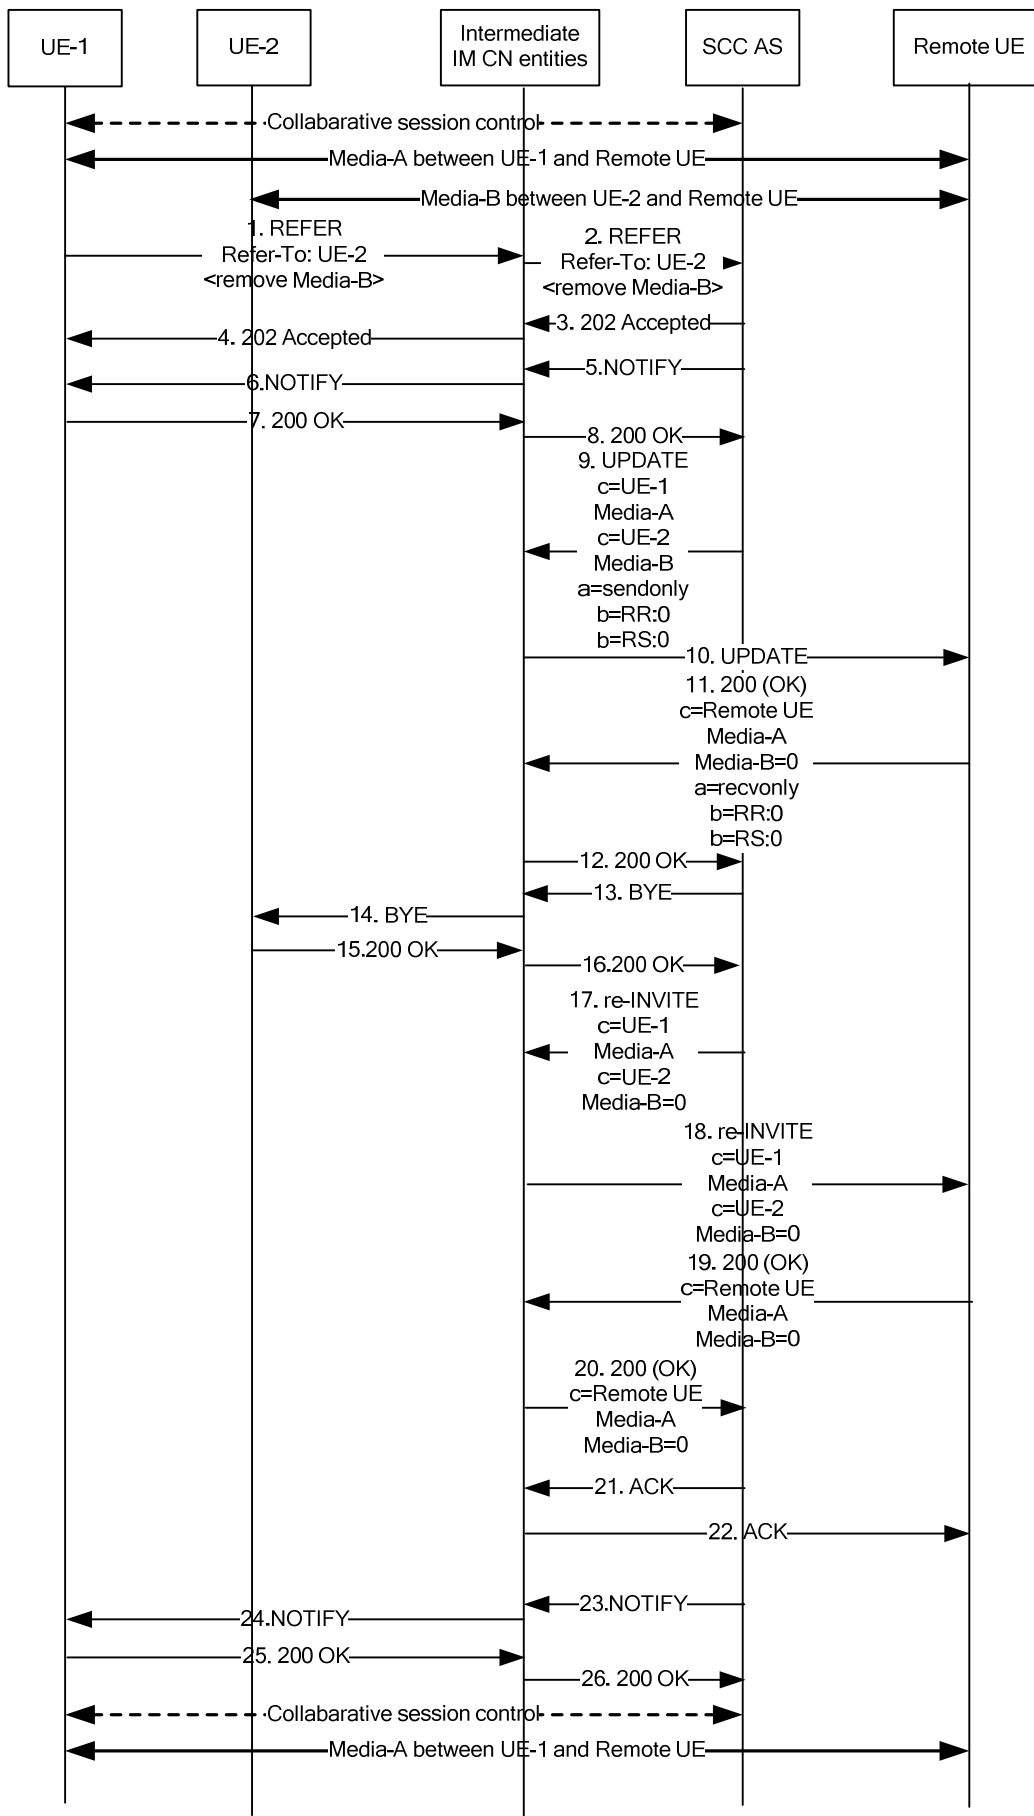 UE-1
UE-2
Intermediate
IM CN entities
SCC AS
Remote UE
Collabarative session control
Media-A between UE-1 and Remote UE
Media-B between UE-2 and Remote UE
1. REFER
Refer-To: UE-2
<remove Media-B>
2. REFER
Refer-To: UE-2
<remove Media-B>
3. 202 Accepted
4. 202 Accepted
5.NOTIFY
6.NOTIFY
7. 200 OK
8. 200 OK
9. UPDATE
c=UE-1
Media-A
c=UE-2
Media-B
a=sendonly
b=RR:0
b=RS:0
10. UPDATE
11. 200 (OK)
c=Remote UE
Media-A
Media-B=0
a=recvonly
b=RR:0
b=RS:0
12. 200 OK
13. BYE
14. BYE
15.200 OK
16.200 OK
17. re-INVITE
c=UE-1
Media-A
c=UE-2
Media-B=0
18. re-INVITE
c=UE-1
Media-A
c=UE-2
Media-B=0
19. 200 (OK)
c=Remote UE
Media-A
Media-B=0
20. 200 (OK)
c=Remote UE
Media-A
Media-B=0
21. ACK
22. ACK
23.NOTIFY
24.NOTIFY
25. 200 OK
26. 200 OK
Collabarative session control
Media-A between UE-1 and Remote UE